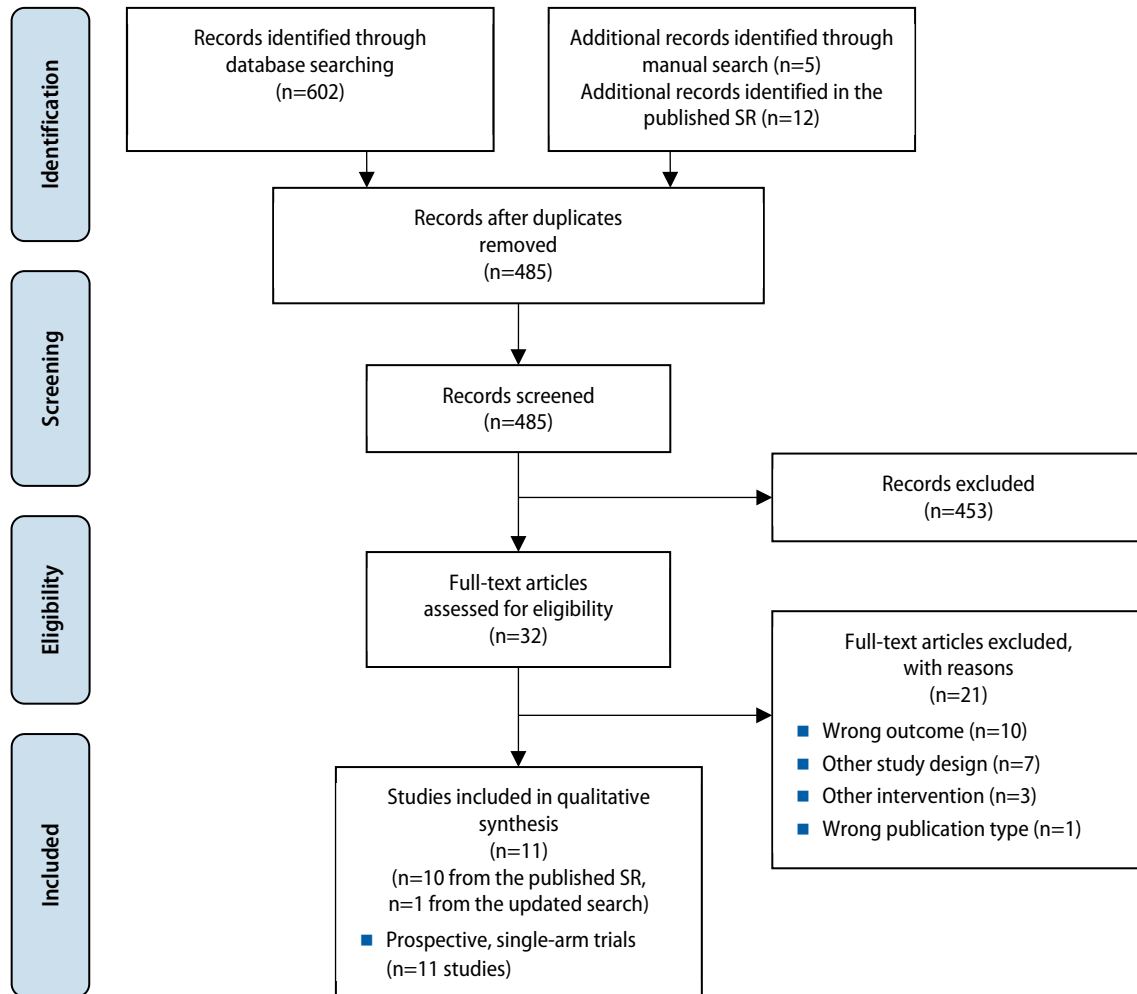 Identification
Records identified through
database searching
(n=602)
Additional records identified through
manual search (n=5)
Additional records identified in the
published SR (n=12)
Records after duplicates
removed
(n=485)
Screening
Records screened
(n=485)
Records excluded
(n=453)
Eligibility
Full-text articles
assessed for eligibility
(n=32)
Full-text articles excluded,
with reasons
(n=21)
Wrong outcome (n=10)
Other study design (n=7)
Other intervention (n=3)
Wrong publication type (n=1)
Included
Studies included in qualitative
synthesis
(n=11)
(n=10 from the published SR,
n=1 from the updated search)
Prospective, single-arm trials
(n=11 studies)